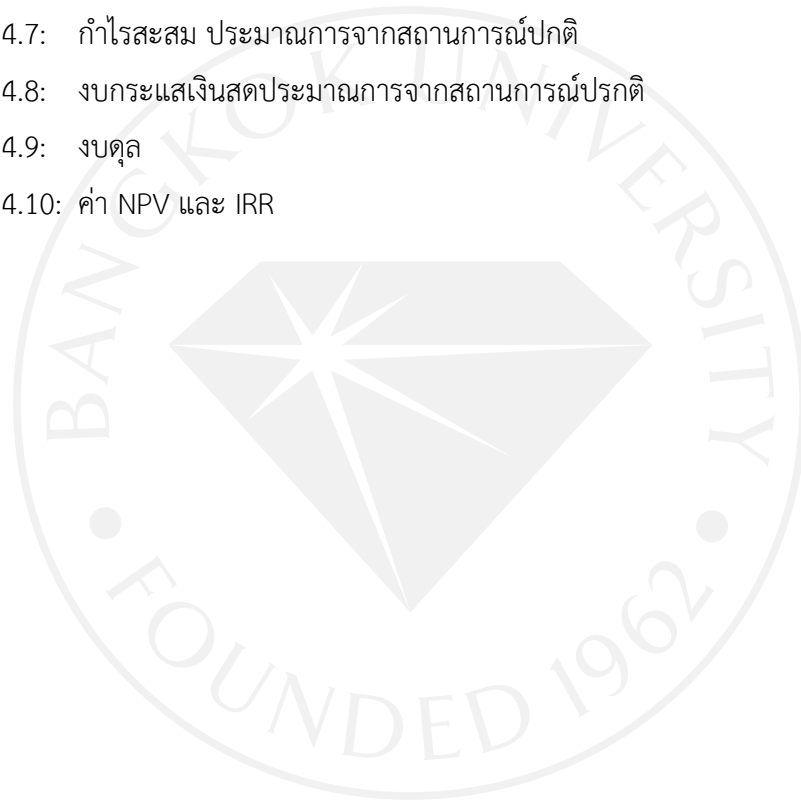 4.7: กำไรสะสม ประมาณการจากสถานการณ์ปกติ
4.8: งบกระแสเงินสดประมาณการจากสถานการณ์ปรกติ
4.9: งบดุล
4.10: ค่า NPV และ IRR
BANGKOK UNIVERSITY
FOUNDED 1962